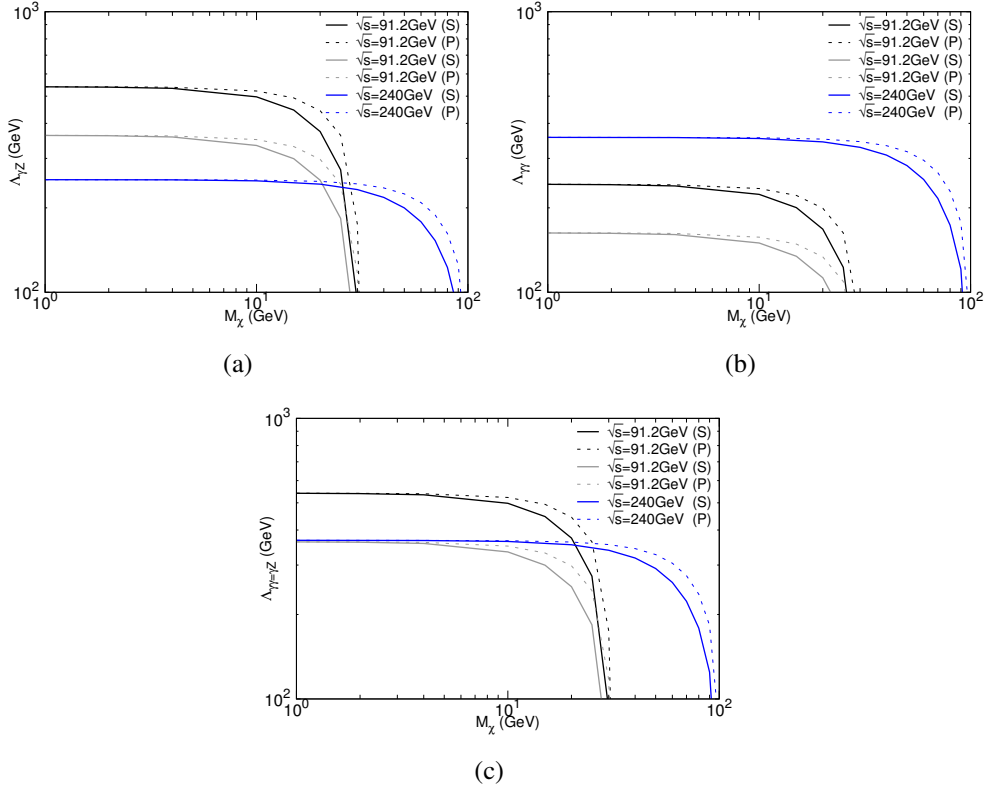 10³
Λγz (GeV)
10²
10⁰
10¹
10²
Mχ (GeV)
√s=91.2GeV (S)
√s=91.2GeV (P)
√s=91.2GeV (S)
√s=91.2GeV (P)
√s=240GeV (S)
√s=240GeV (P)
(a)
10³
Λγγ (GeV)
10²
10⁰
10¹
10²
Mχ (GeV)
√s=91.2GeV (S)
√s=91.2GeV (P)
√s=91.2GeV (S)
√s=91.2GeV (P)
√s=240GeV (S)
√s=240GeV (P)
(b)
10³
Λγγ=γZ (GeV)
10²
10⁰
10¹
10²
Mχ (GeV)
√s=91.2GeV (S)
√s=91.2GeV (P)
√s=91.2GeV (S)
√s=91.2GeV (P)
√s=240GeV (S)
√s=240GeV (P)
(c)